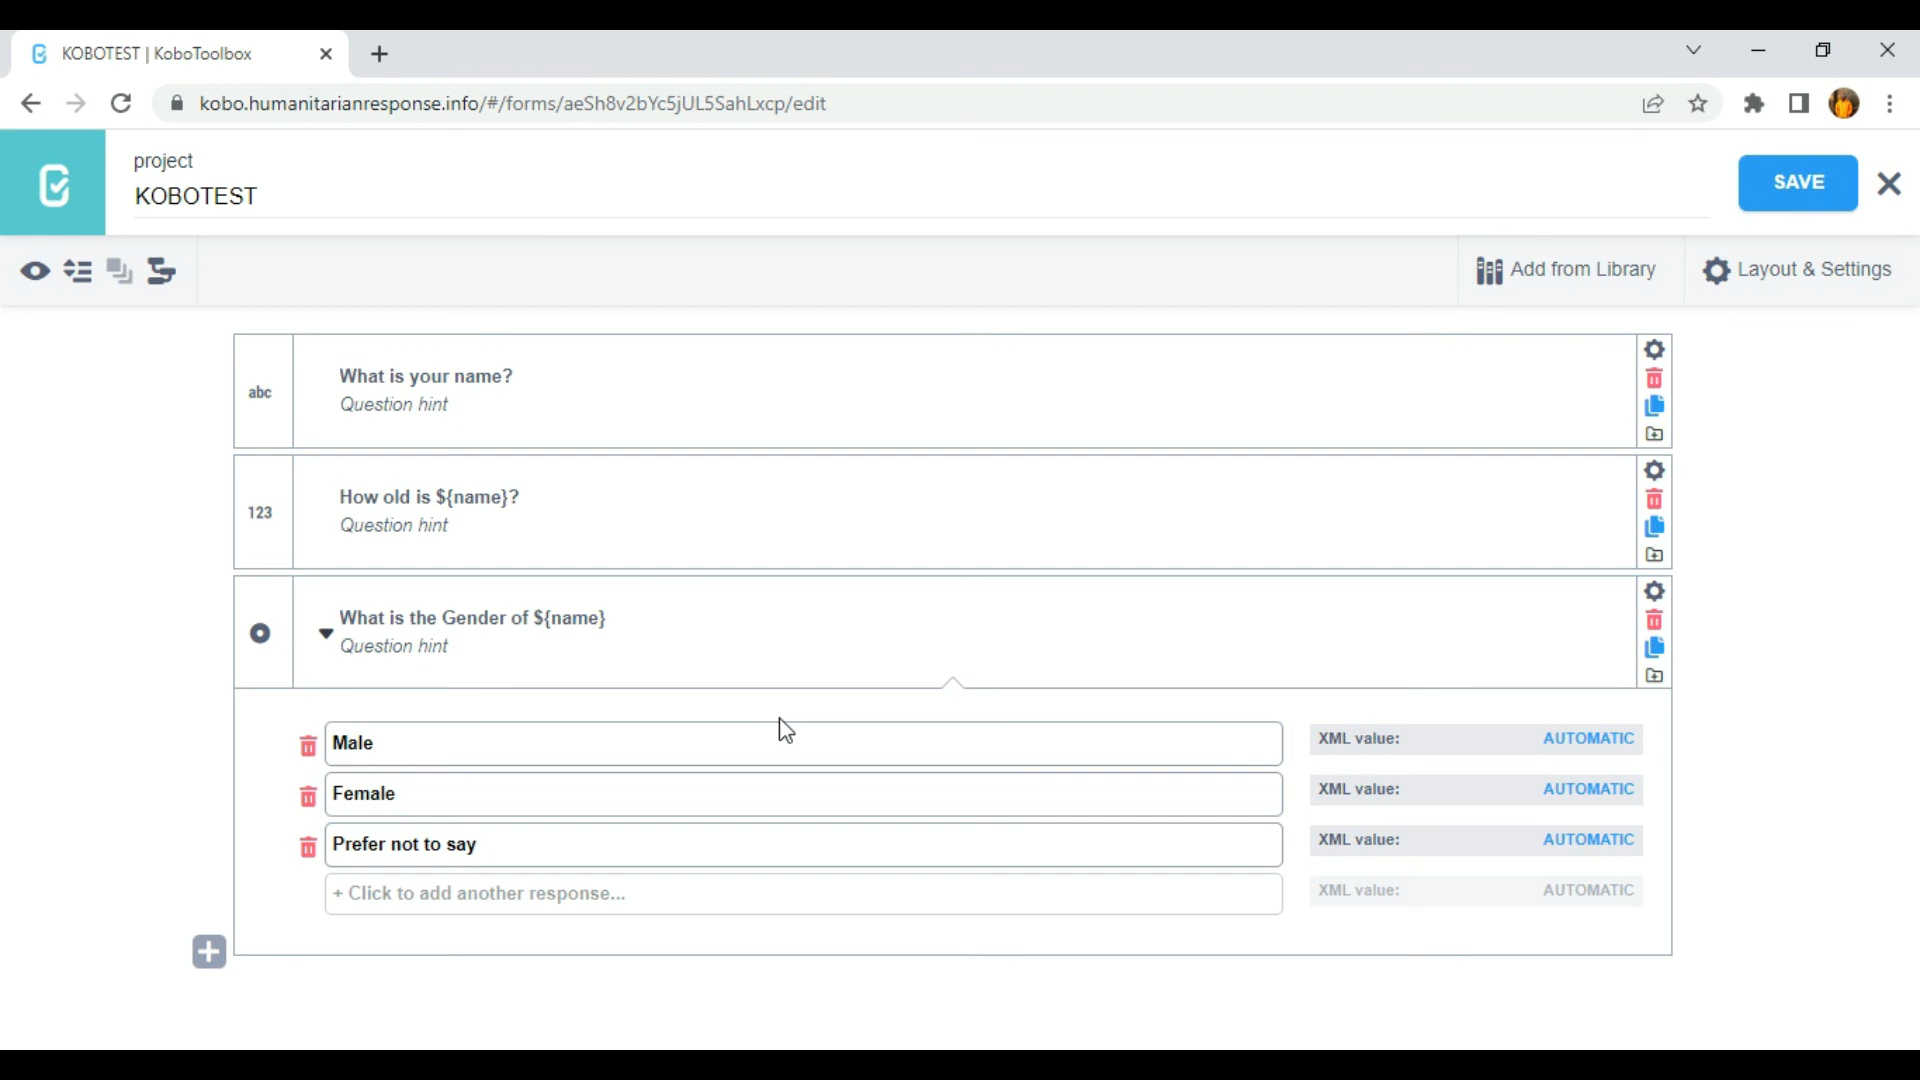 KOBOTEST | KoboToolbox
kobo.humanitarianresponse.info/#/forms/aeSh8v2bYc5jUL5SahLxcp/edit
project
KOBOTEST
SAVE
Add from Library
Layout & Settings
abc
What is your name?
Question hint
123
How old is ${name}?
Question hint
What is the Gender of ${name}
Question hint
Male
XML value: AUTOMATIC
Female
XML value: AUTOMATIC
Prefer not to say
XML value: AUTOMATIC
+ Click to add another response...
XML value: AUTOMATIC